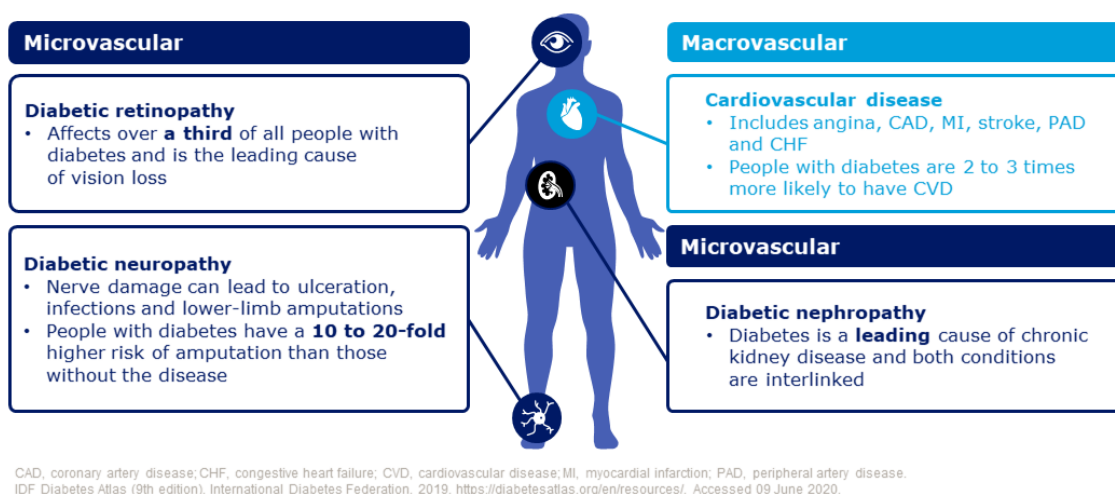 Microvascular
Diabetic retinopathy
• Affects over a third of all people with
diabetes and is the leading cause
of vision loss
Diabetic neuropathy
• Nerve damage can lead to ulceration,
infections and lower-limb amputations
• People with diabetes have a 10 to 20-fold
higher risk of amputation than those
without the disease
Macrovascular
Cardiovascular disease
• Includes angina, CAD, MI, stroke, PAD
and CHF
• People with diabetes are 2 to 3 times
more likely to have CVD
Microvascular
Diabetic nephropathy
• Diabetes is a leading cause of chronic
kidney disease and both conditions
are interlinked
CAD, coronary artery disease; CHF, congestive heart failure; CVD, cardiovascular disease; MI, myocardial infarction; PAD, peripheral artery disease.
IDF Diabetes Atlas (9th edition). International Diabetes Federation. 2019. https://diabetesatlas.org/en/resources/. Accessed 09 June 2020.